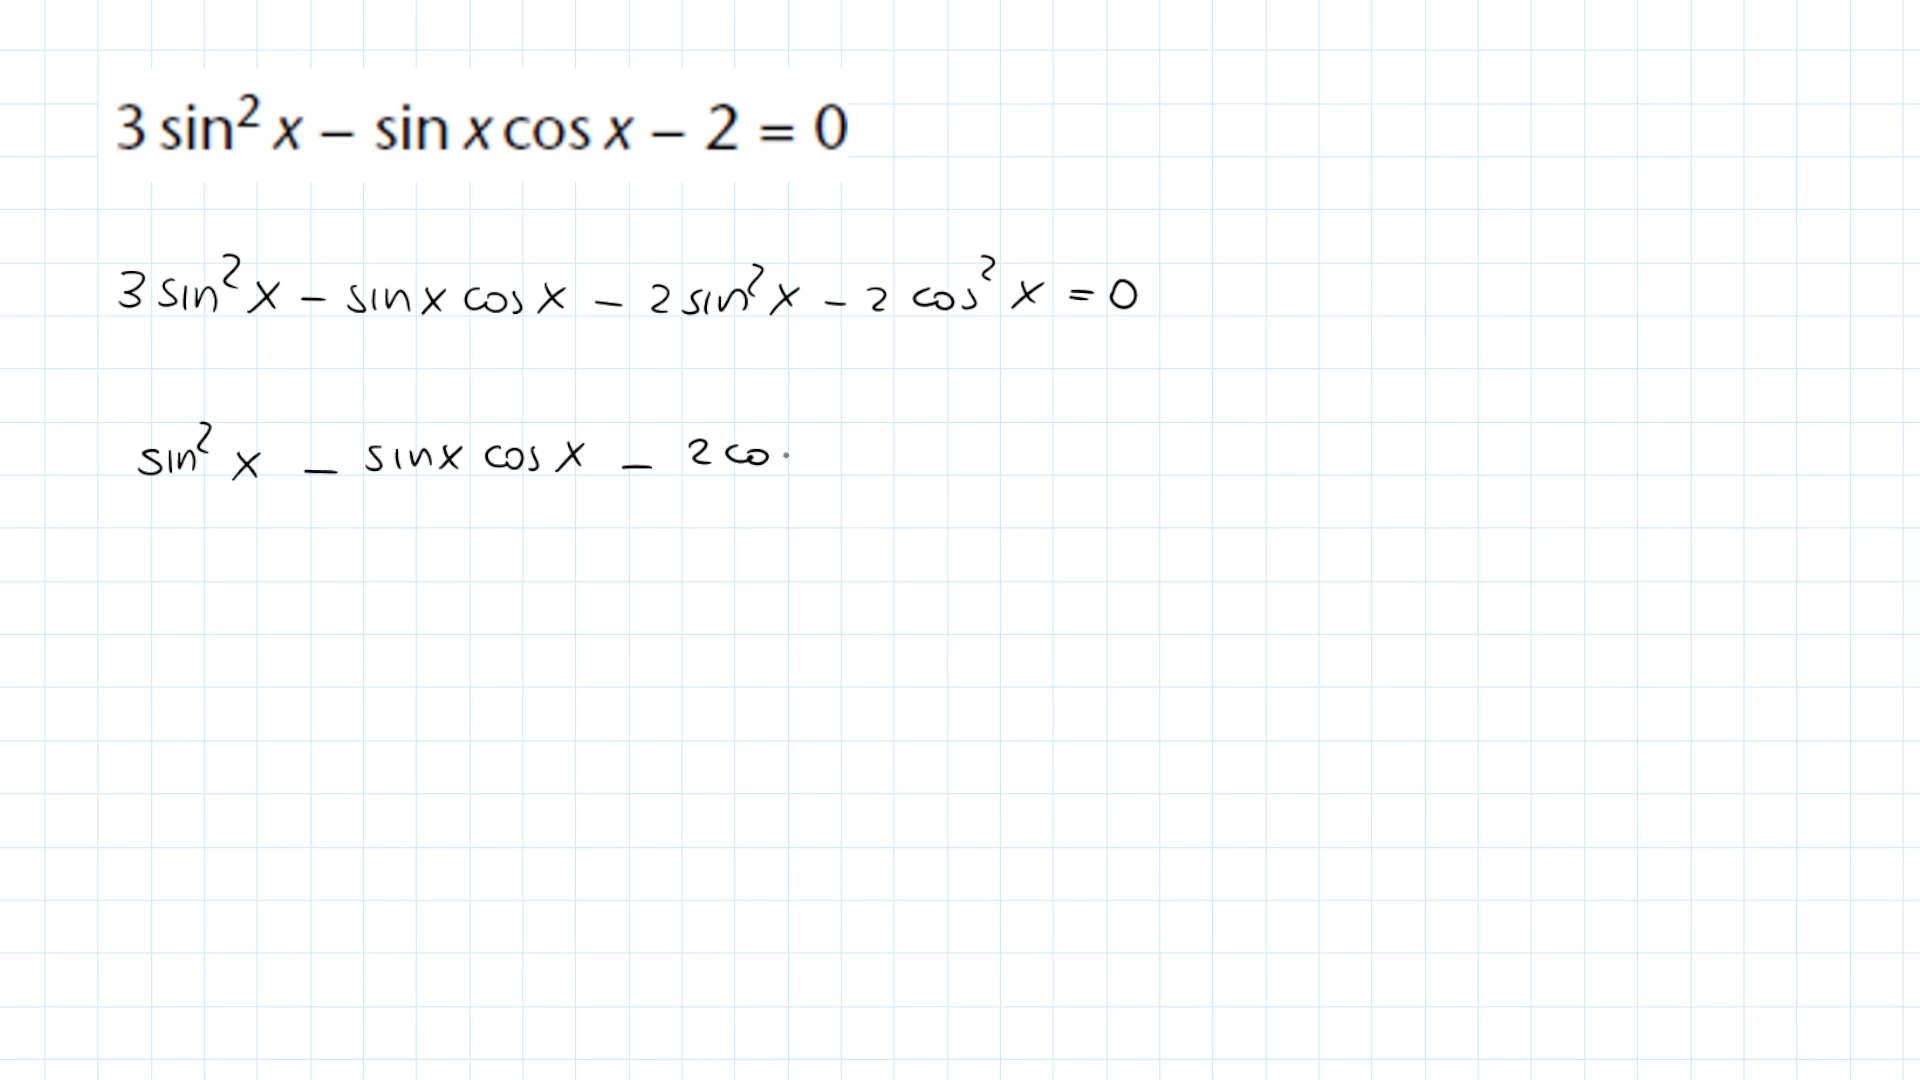 3 sin² x – sin x cos x – 2 = 0
3 sin² x – sin x cos x – 2 sin² x – 2 cos² x = 0
sin² x – sin x cos x – 2 co